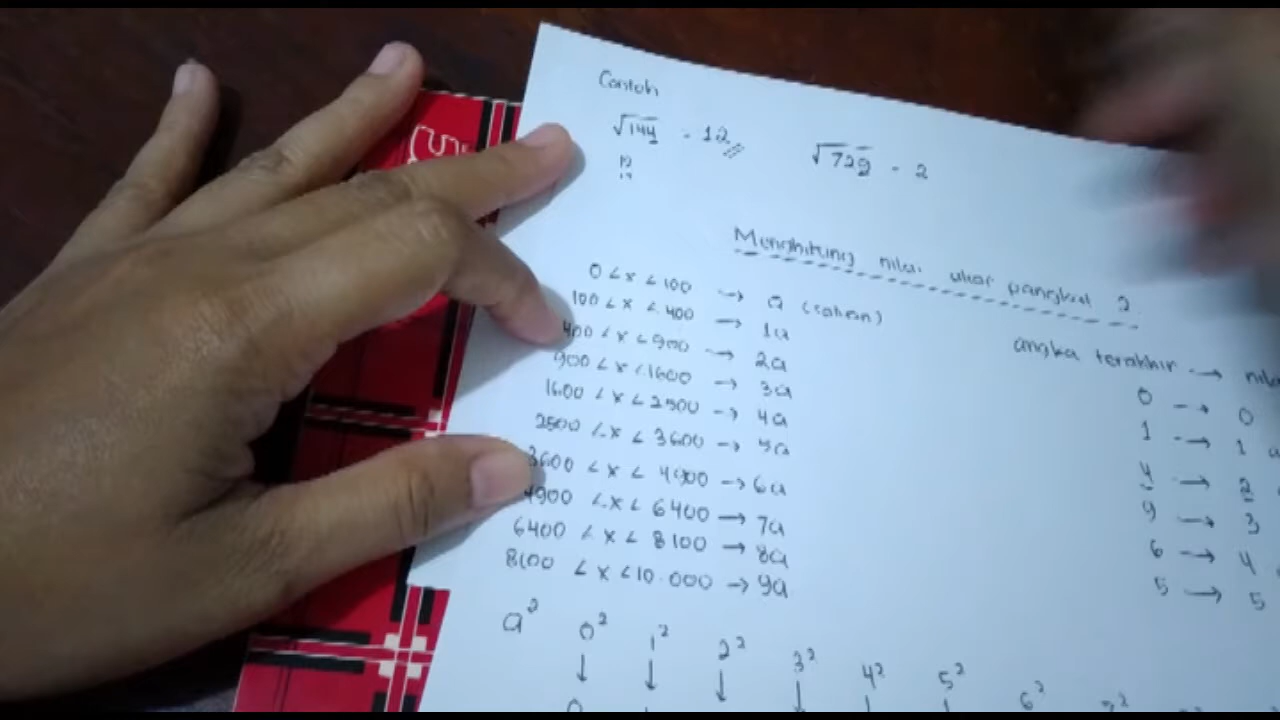 Contoh
√144 = 12
12
√729 = 2
Menghitung nilai akar pangkat 2
0 < x < 100 → a (satuan)
100 < x < 400 → 1a
400 < x < 900 → 2a
900 < x < 1600 → 3a
1600 < x < 2500 → 4a
2500 < x < 3600 → 5a
3600 < x < 4900 → 6a
4900 < x < 6400 → 7a
6400 < x < 8100 → 8a
8100 < x < 10.000 → 9a
angka terakhir →
0 → 0
1 → 1
4 → 2
9 → 3
6 → 4
5 → 5
a² 0² 1² 2² 3² 4² 5² 6²